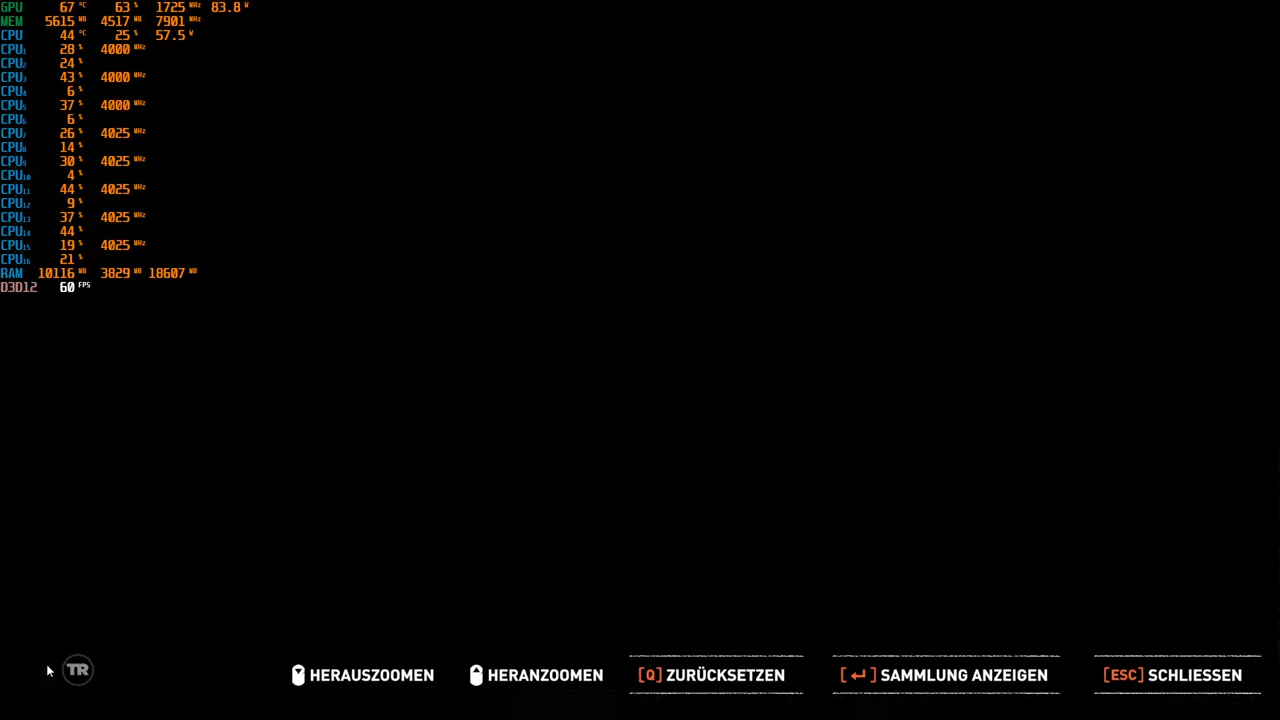 GPU 67 °C 63 % 1725 MHz 83.8 W
MEM 5615 MB 4517 MB 7901 MHz
CPU 44 °C 25 % 57.5 W
CPU1 28 % 4000 MHz
CPU2 24 %
CPU3 43 % 4000 MHz
CPU4 6 %
CPU5 37 % 4000 MHz
CPU6 6 %
CPU7 26 % 4025 MHz
CPU8 14 %
CPU9 30 % 4025 MHz
CPU10 4 %
CPU11 44 % 4025 MHz
CPU12 9 %
CPU13 37 % 4025 MHz
CPU14 44 %
CPU15 19 % 4025 MHz
CPU16 21 %
RAM 10116 MB 3829 MB 18607 MB
D3D12 60 FPS
TR HERAUSZOOMEN HERANZOOMEN [Q] ZURÜCKSETZEN [↵] SAMMLUNG ANZEIGEN [ESC] SCHLIESSEN